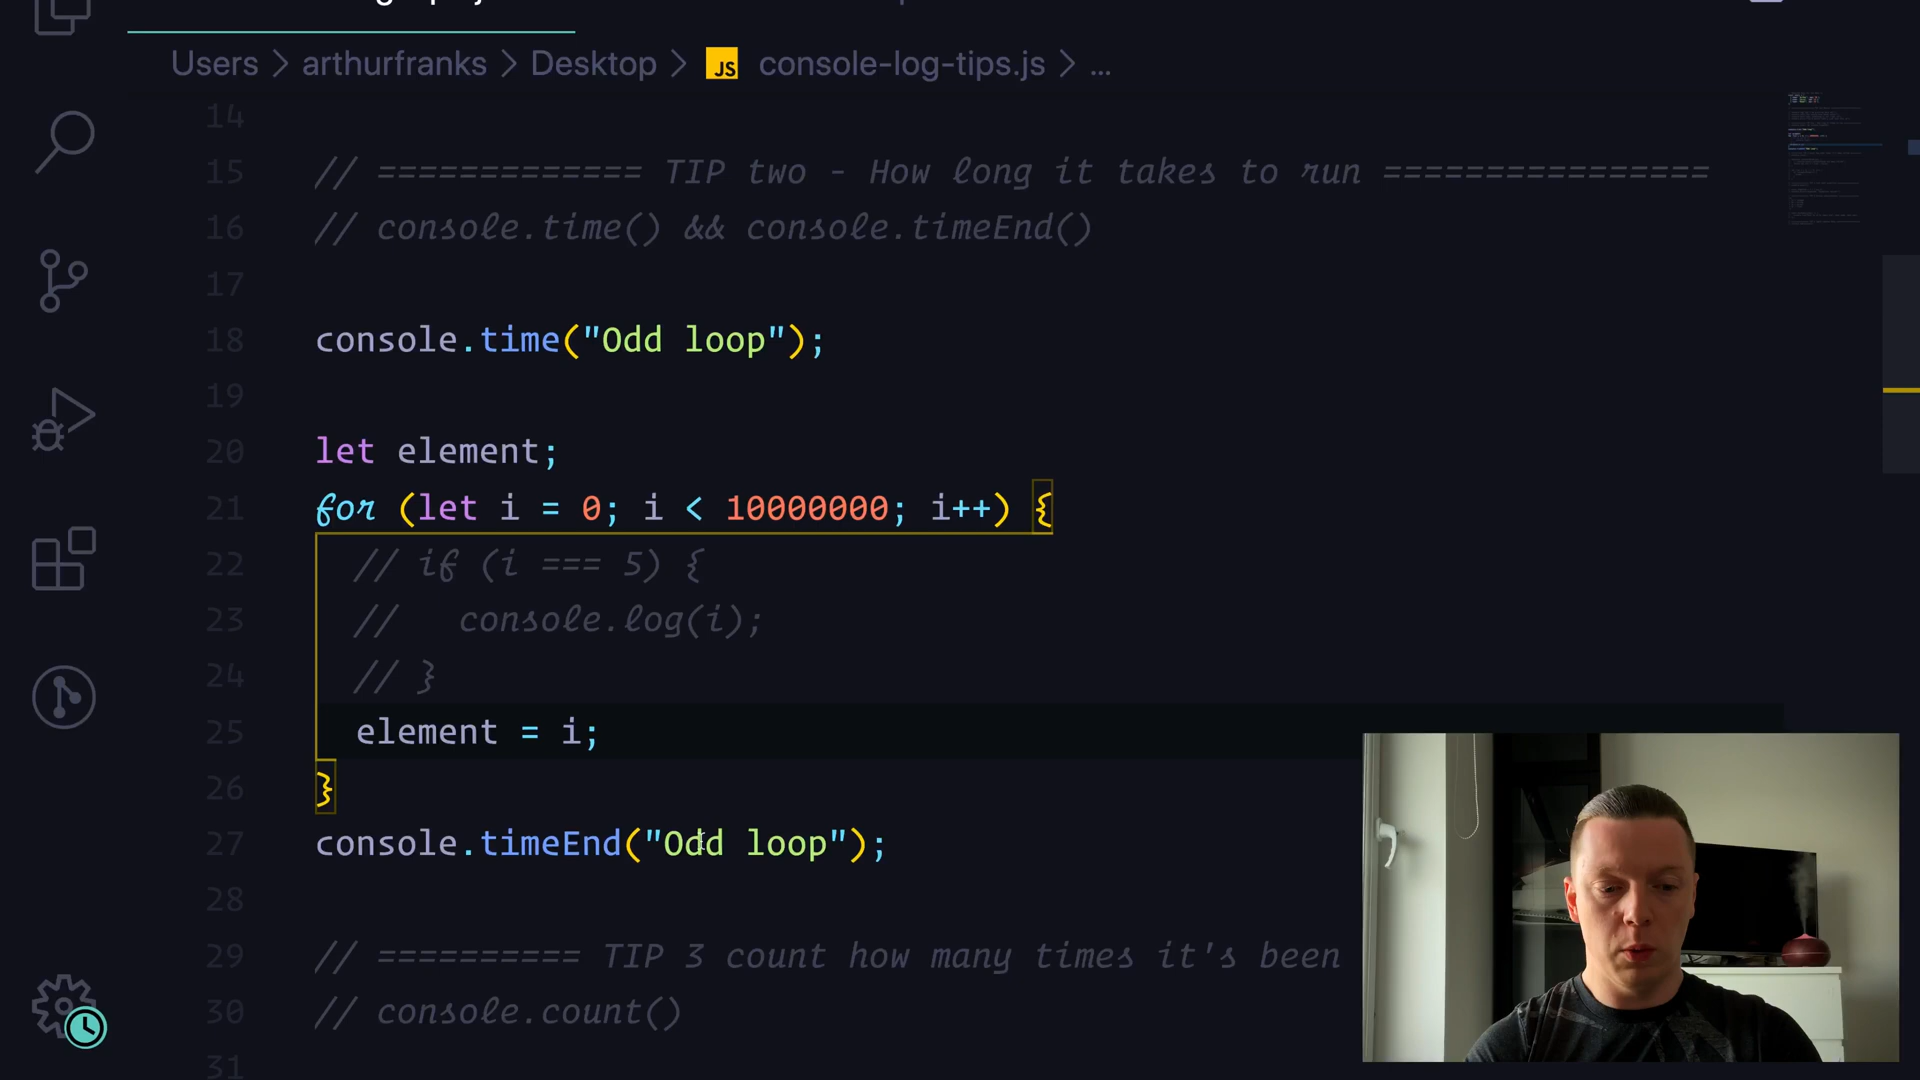 Users > arthurfranks > Desktop > JS console-log-tips.js > ...
14
15 // ============= TIP two - How long it takes to run ================
16 // console.time() && console.timeEnd()
17
18 console.time("Odd loop");
19
20 let element;
21 for (let i = 0; i < 10000000; i++) {
22 // if (i === 5) {
23 //   console.log(i);
24 // }
25 element = i;
26 }
27 console.timeEnd("Odd loop");
28
29 // ========== TIP 3 count how many times it's been
30 // console.count()
31